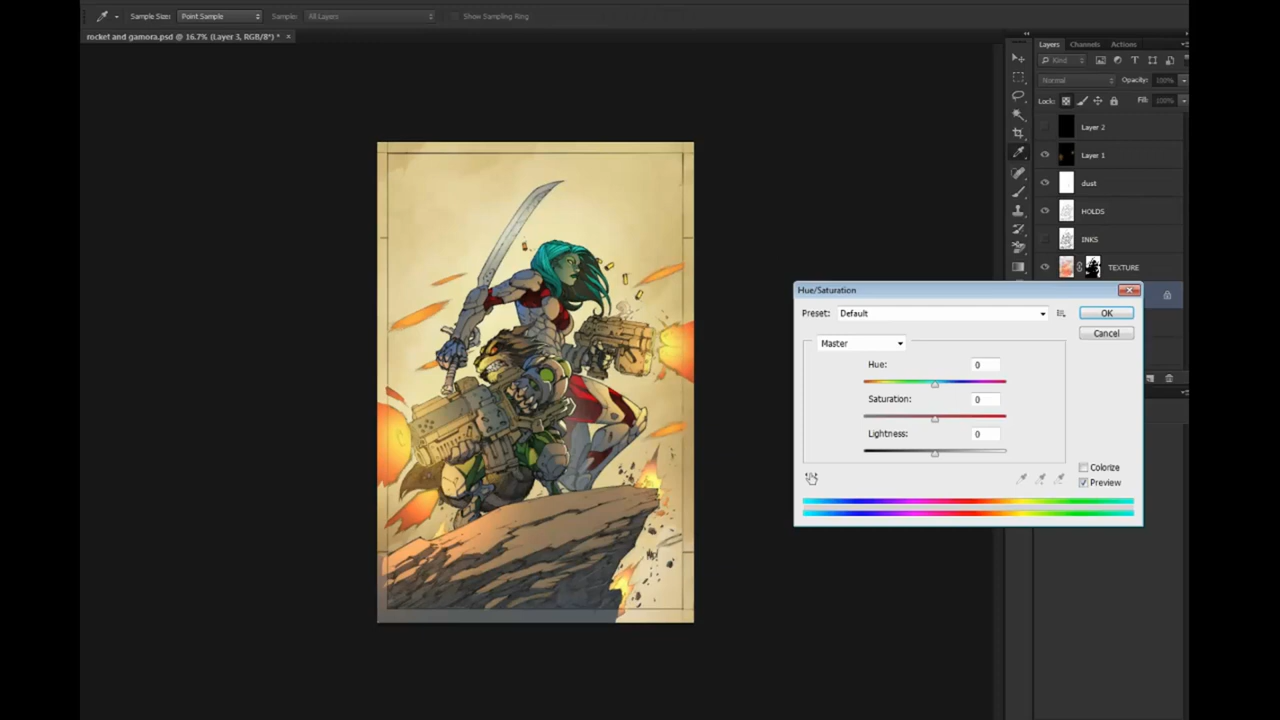 Sample Size: Point Sample Sample: All Layers Show Sampling Ring
rocket and gamora.psd @ 16.7% (Layer 3, RGB/8*) * ×
Layers Channels Actions
Kind
Normal Opacity: 100%
Lock: Fill: 100%
Layer 2
Layer 1
dust
HOLDS
INKS
TEXTURE
Hue/Saturation
Preset: Default OK
Cancel
Master
Hue: 0
Saturation: 0
Lightness: 0
Colorize
Preview